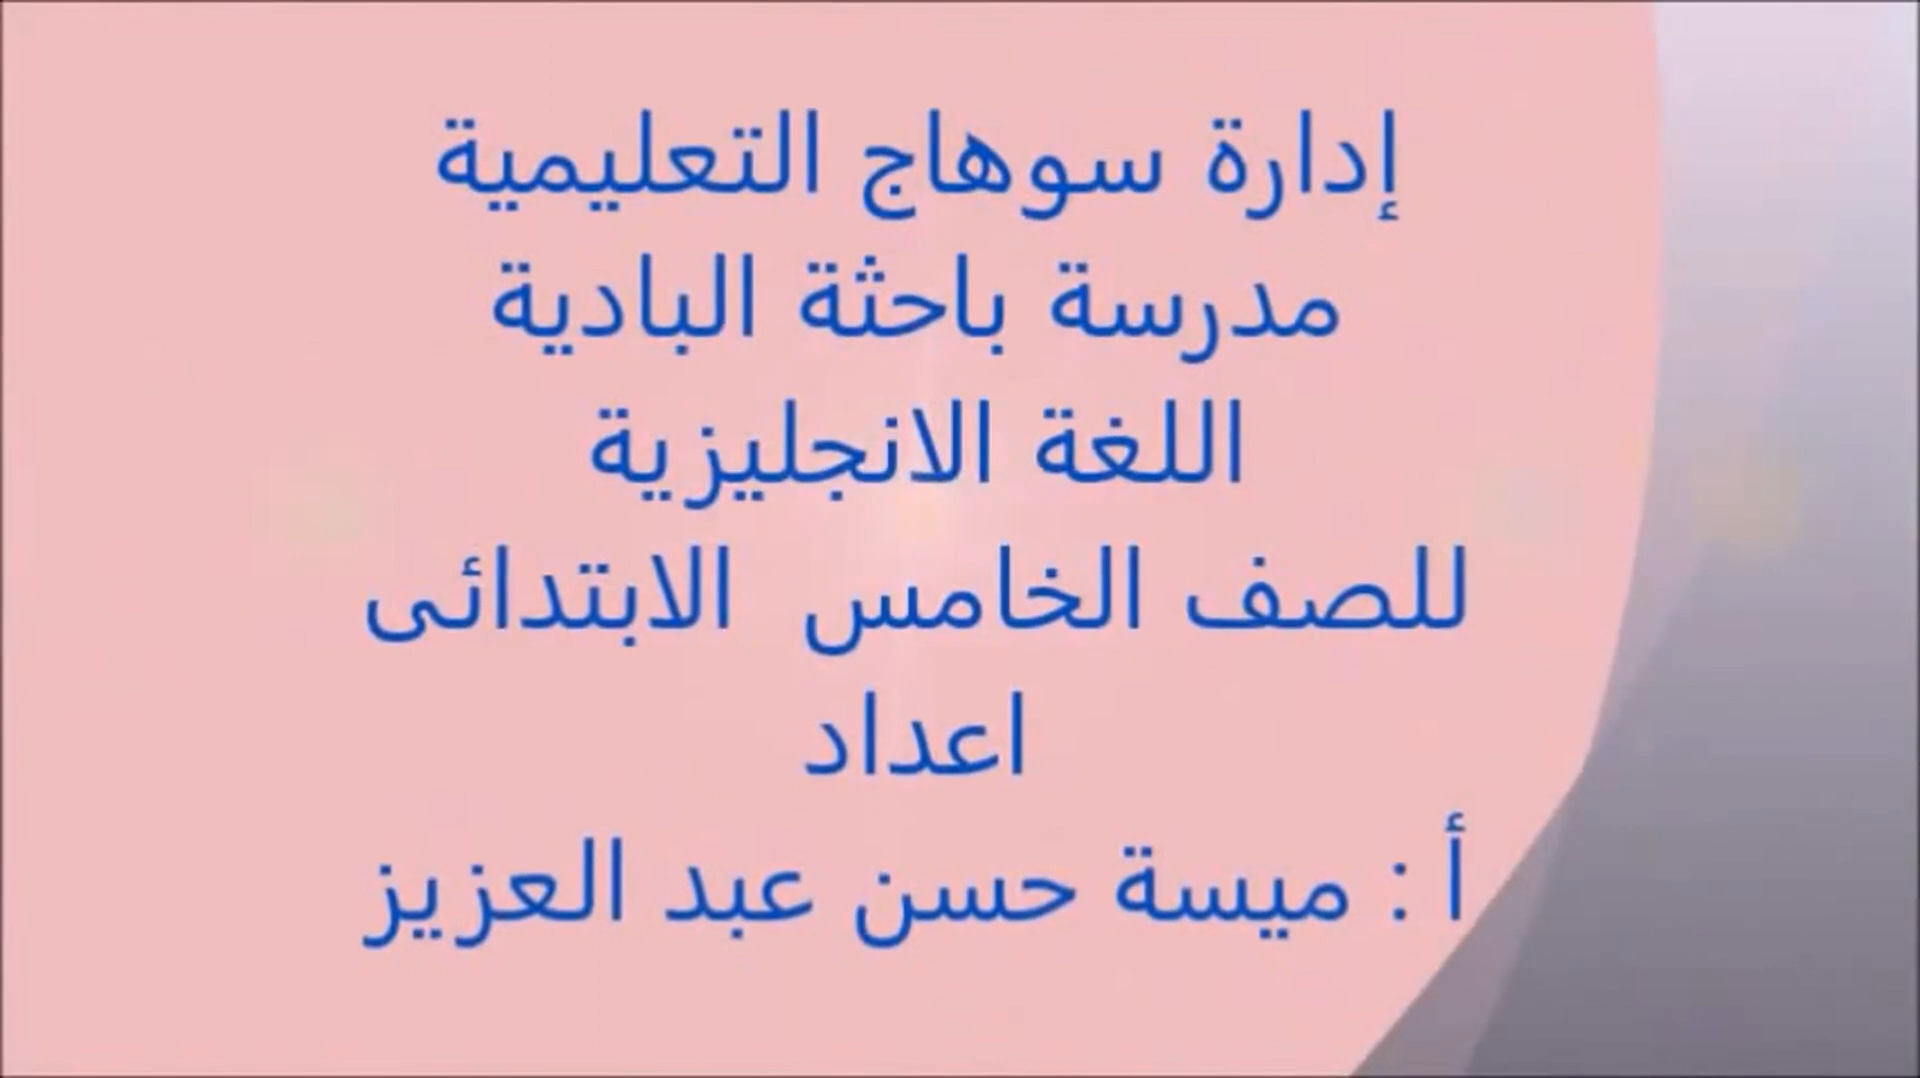 إدارة سوهاج التعليمية
مدرسة باحثة البادية
اللغة الانجليزية
للصف الخامس الابتدائى
اعداد
أ : ميسة حسن عبد العزيز